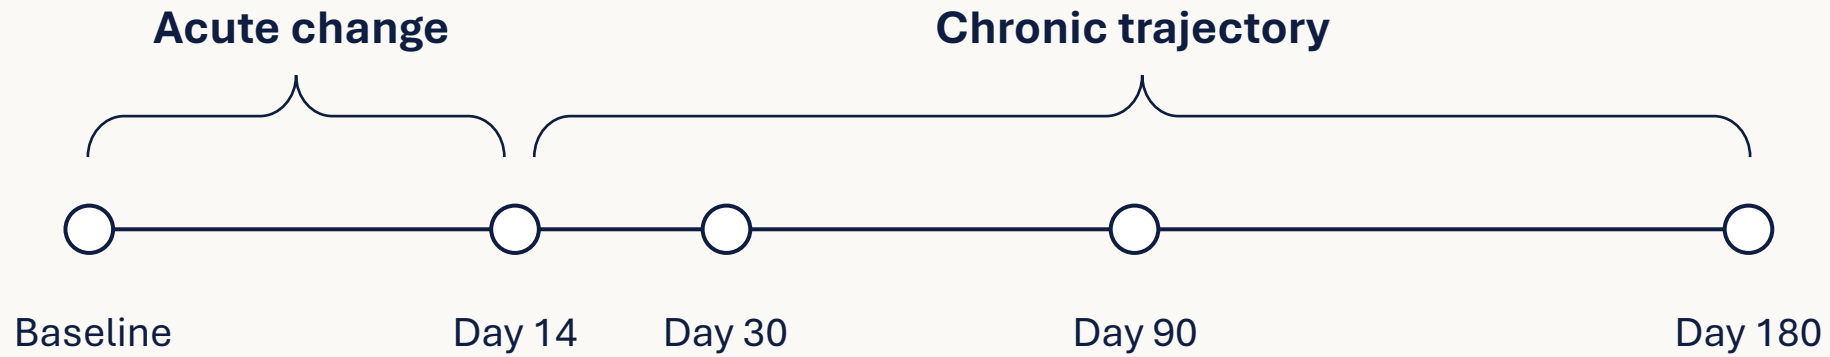 Acute change
Chronic trajectory
Baseline
Day 14
Day 30
Day 90
Day 180